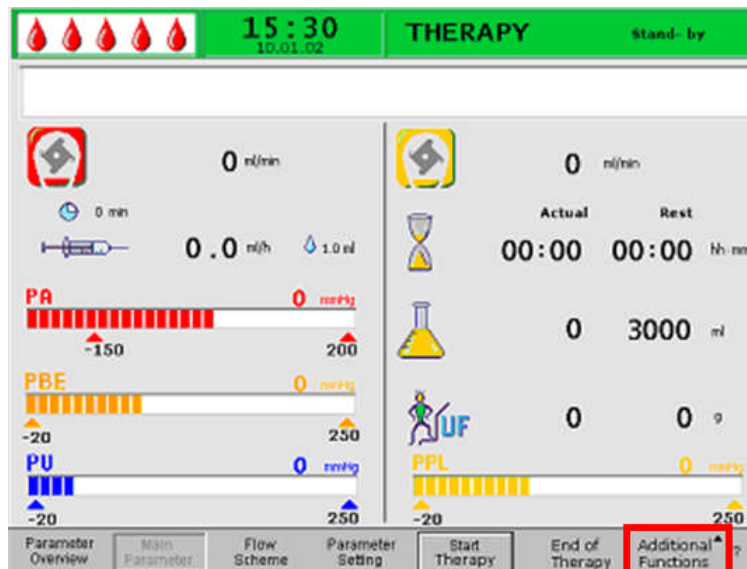 15:30
10.01.02
THERAPY
Stand- by
0 ml/min
0 min
0.0 ml/h
1.0 ml
PA 0 mmHg
-150 200
PBE 0 mmHg
-20 250
PV 0 mmHg
-20 250
0 ml/min
Actual Rest
00:00 00:00 hh:mm
0 3000 ml
UF 0 0 g
PPL 0 mmHg
-20 250
Parameter Overview
Main Parameter
Flow Scheme
Parameter Setting
Start Therapy
End of Therapy
Additional Functions
?